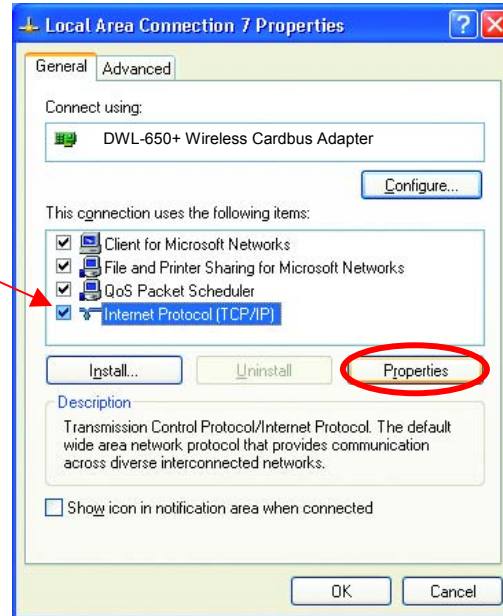 Local Area Connection 7 Properties
General Advanced
Connect using:
DWL-650+ Wireless Cardbus Adapter
Configure...
This connection uses the following items:
Client for Microsoft Networks
File and Printer Sharing for Microsoft Networks
QoS Packet Scheduler
Internet Protocol (TCP/IP)
Install... Uninstall Properties
Description
Transmission Control Protocol/Internet Protocol. The default
wide area network protocol that provides communication
across diverse interconnected networks.
Show icon in notification area when connected
OK Cancel